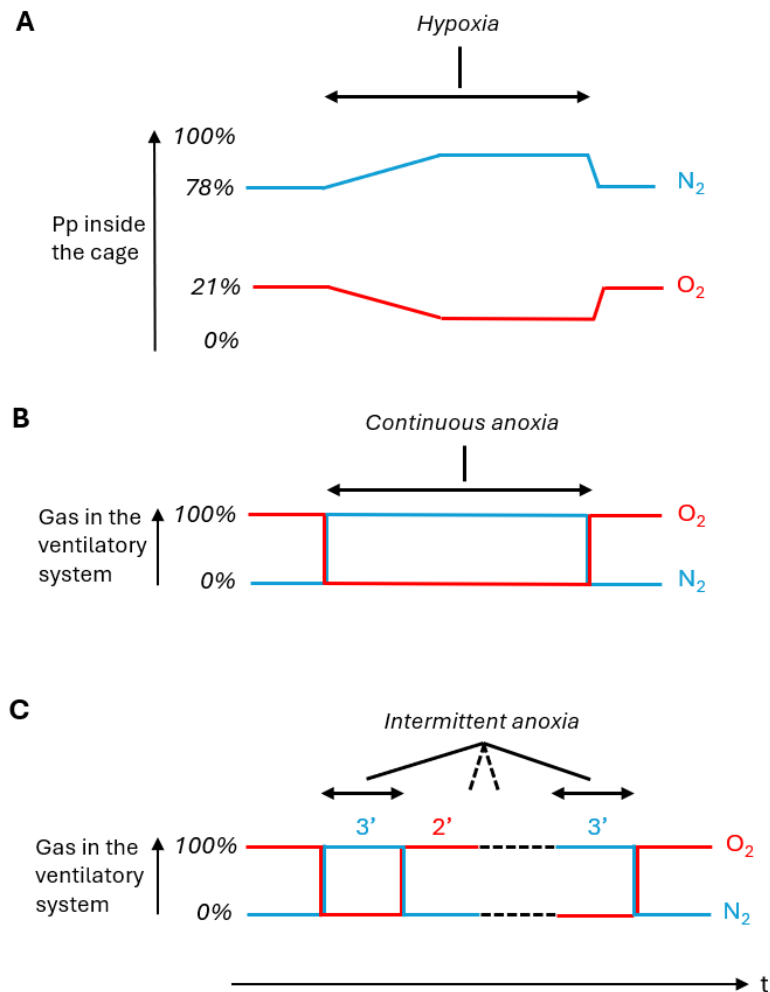 A
Hypoxia
100%
78%
N₂
Pp inside
the cage
21%
O₂
0%
B
Continuous anoxia
Gas in the
ventilatory
system
100%
O₂
0%
N₂
C
Intermittent anoxia
3’
2’
3’
Gas in the
ventilatory
system
100%
O₂
0%
N₂
t